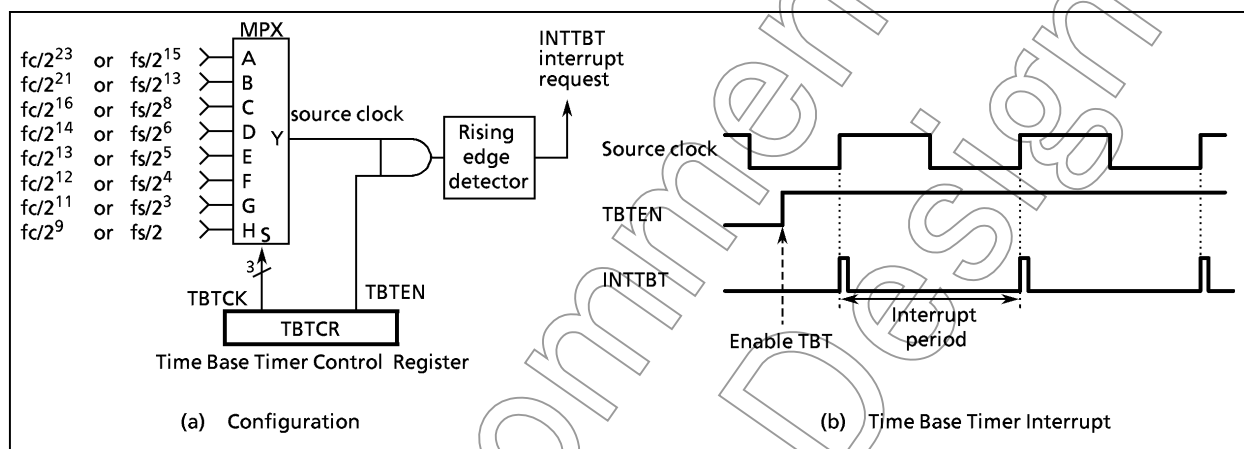 MPX
fc/2^23 or fs/2^15 A
fc/2^21 or fs/2^13 B
fc/2^16 or fs/2^8 C
fc/2^14 or fs/2^6 D
fc/2^13 or fs/2^5 E
fc/2^12 or fs/2^4 F
fc/2^11 or fs/2^3 G
fc/2^9 or fs/2 H
S
Y
source clock
Rising
edge
detector
INTTBT
interrupt
request
3
TBTCK
TBTEN
TBTCR
Time Base Timer Control Register
(a) Configuration
Source clock
TBTEN
INTTBT
Enable TBT
Interrupt
period
(b) Time Base Timer Interrupt
ommen
Design